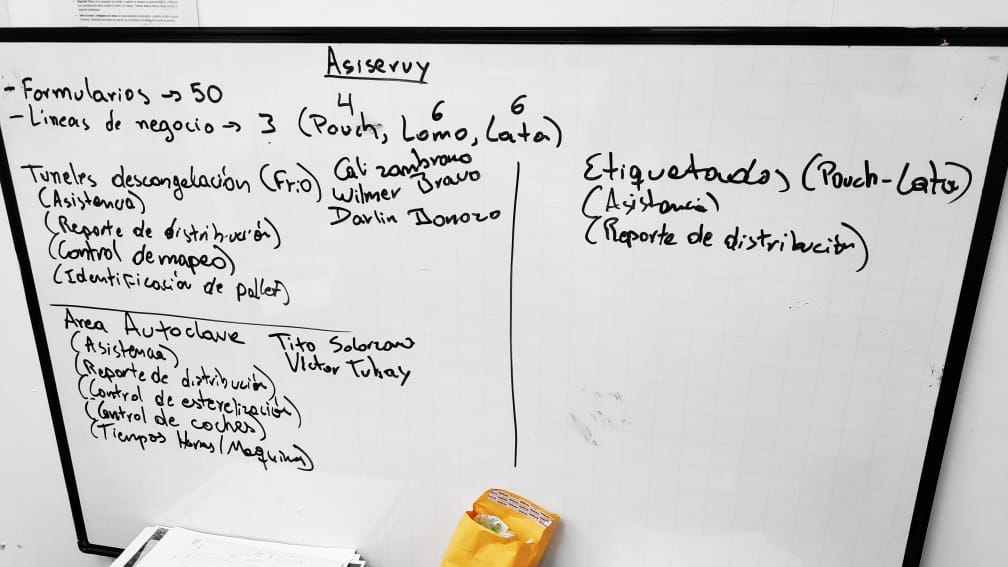 Asiservy
- Formularios → 50
- Lineas de negocio → 3 (Pouch, Lomo, Lata)
4 6 6
Tuneles descongelación (Frio)
(Asistencia)
(Reporte de distribución)
(Control de mapeo)
(Identificación de pallet)
Cali Zambrano
Wilmer Bravo
Darlin Donozo
Area Autoclave
(Asistencia)
(Reporte de distribución)
(Control de esterelización)
(Control de coches)
(Tiempos Horas/Maquina)
Tito Solorzano
Victor Tubay
Etiquetados (Pouch-Lata)
(Asistencia)
(Reporte de distribución)